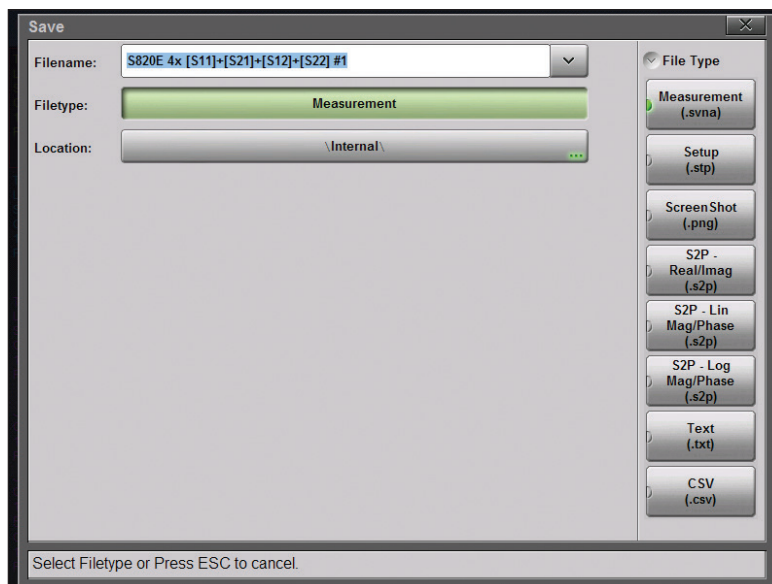 Save
Filename:
S820E 4x [S11]+[S21]+[S12]+[S22] #1
Filetype:
Measurement
Location:
\Internal\
...
File Type
Measurement
(.svna)
Setup
(.stp)
ScreenShot
(.png)
S2P -
Real/Imag
(.s2p)
S2P - Lin
Mag/Phase
(.s2p)
S2P - Log
Mag/Phase
(.s2p)
Text
(.txt)
CSV
(.csv)
Select Filetype or Press ESC to cancel.